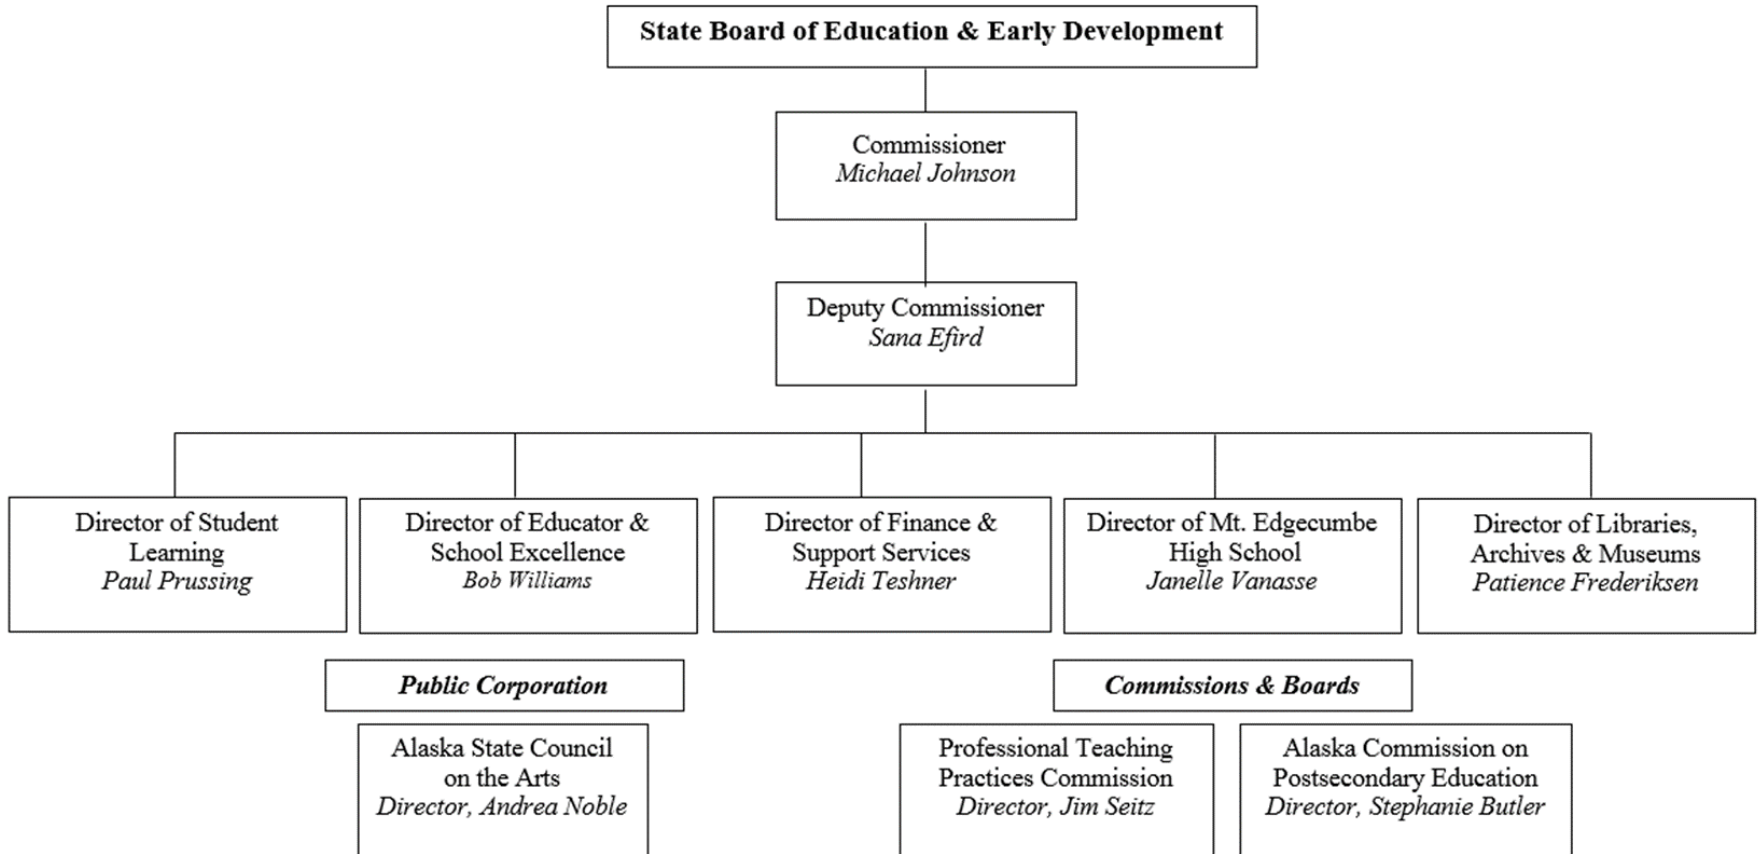 State Board of Education & Early Development
Commissioner
Michael Johnson
Deputy Commissioner
Sana Efird
Director of Student
Learning
Paul Prussing
Director of Educator &
School Excellence
Bob Williams
Director of Finance &
Support Services
Heidi Teshner
Director of Mt. Edgecumbe
High School
Janelle Vanasse
Director of Libraries,
Archives & Museums
Patience Frederiksen
Public Corporation
Alaska State Council
on the Arts
Director, Andrea Noble
Commissions & Boards
Professional Teaching
Practices Commission
Director, Jim Seitz
Alaska Commission on
Postsecondary Education
Director, Stephanie Butler